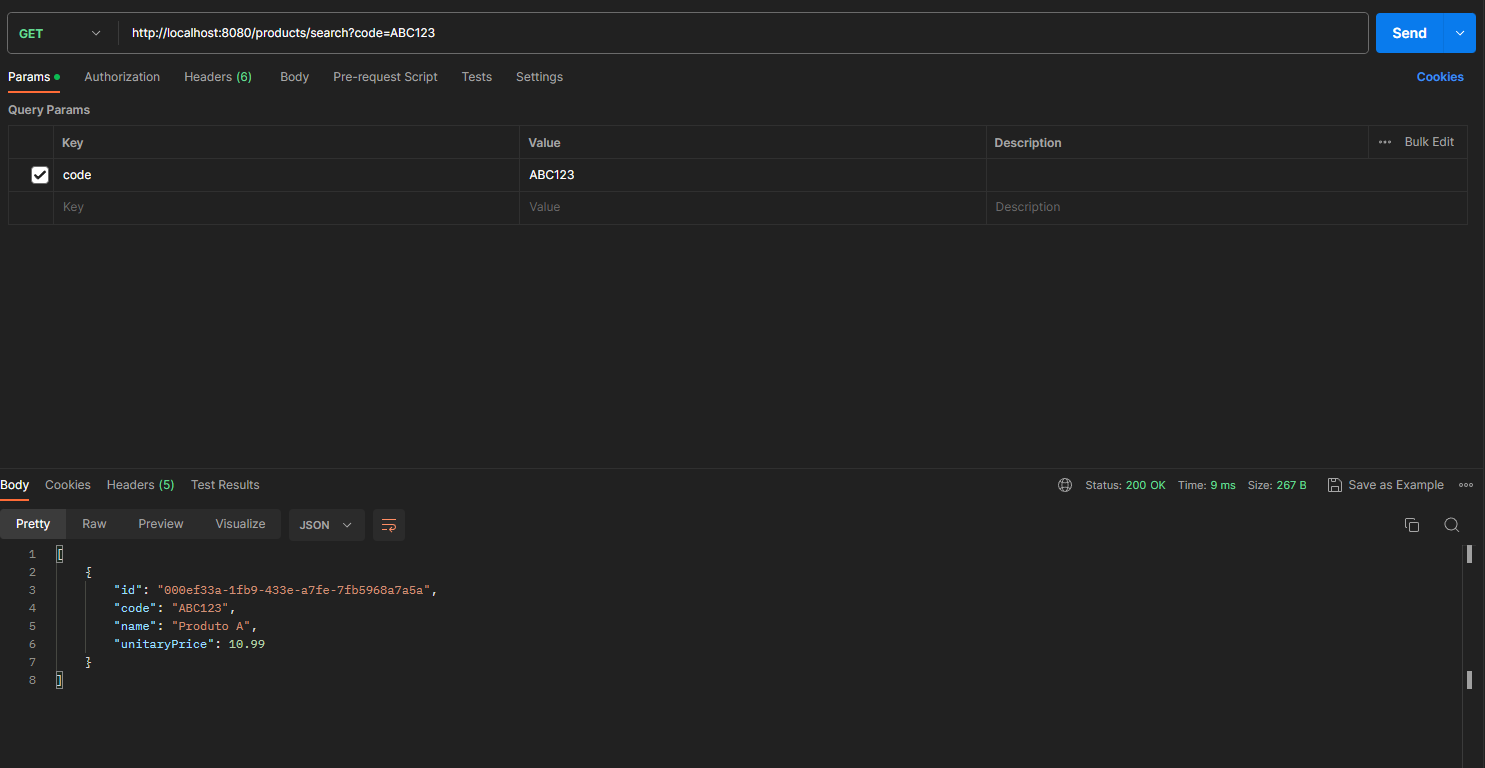 GET http://localhost:8080/products/search?code=ABC123 Send
Params Authorization Headers (6) Body Pre-request Script Tests Settings Cookies
Query Params
Key Value Description ••• Bulk Edit
code ABC123
Key Value Description
Body Cookies Headers (5) Test Results Status: 200 OK Time: 9 ms Size: 267 B Save as Example
Pretty Raw Preview Visualize JSON
1 [
2 {
3 "id": "000ef33a-1fb9-433e-a7fe-7fb5968a7a5a",
4 "code": "ABC123",
5 "name": "Produto A",
6 "unitaryPrice": 10.99
7 }
8 ]